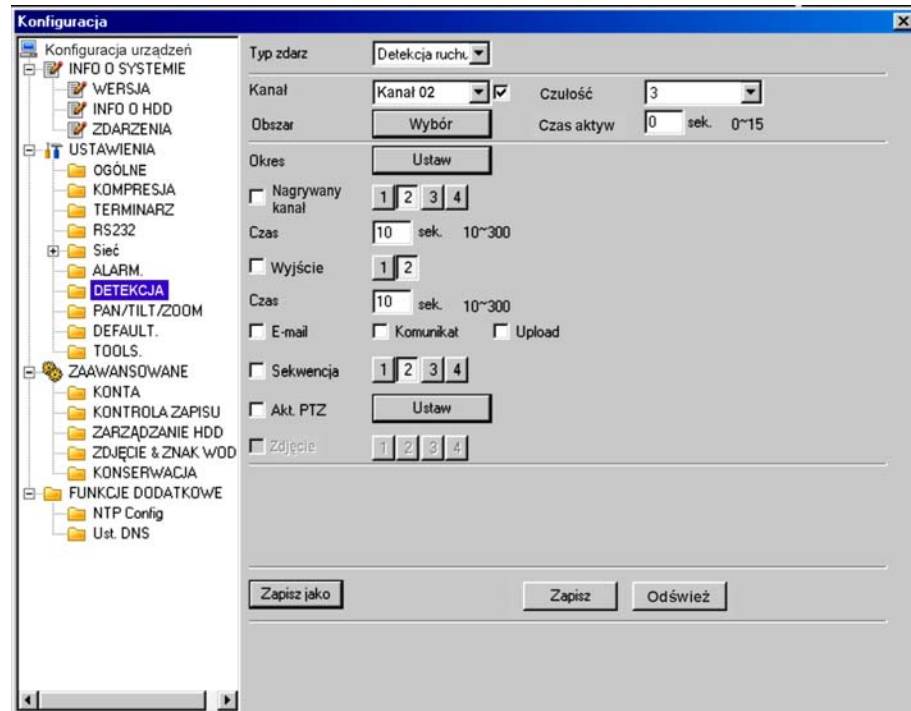 Konfiguracja
Konfiguracja urządzeń
INFO O SYSTEMIE
WERSJA
INFO O HDD
ZDARZENIA
USTAWIENIA
OGÓLNE
KOMPRESJA
TERMINARZ
RS232
Sieć
ALARM.
DETEKCJA
PAN/TILT/ZOOM
DEFAULT.
TOOLS.
ZAAWANSOWANE
KONTA
KONTROLA ZAPISU
ZARZĄDZANIE HDD
ZDJĘCIE & ZNAK WOD
KONSERWACJA
FUNKCJE DODATKOWE
NTP Config
Ust. DNS
Typ zdarz Detekcja ruchu
Kanał Kanał 02 Czułość 3
Obszar Wybór Czas aktyw 0 sek. 0~15
Okres Ustaw
Nagrywany kanał 1 2 3 4
Czas 10 sek. 10~300
Wyjście 1 2
Czas 10 sek. 10~300
E-mail Komunikat Upload
Sekwencja 1 2 3 4
Akt. PTZ Ustaw
Zdjęcie 1 2 3 4
Zapisz jako Zapisz Odśwież